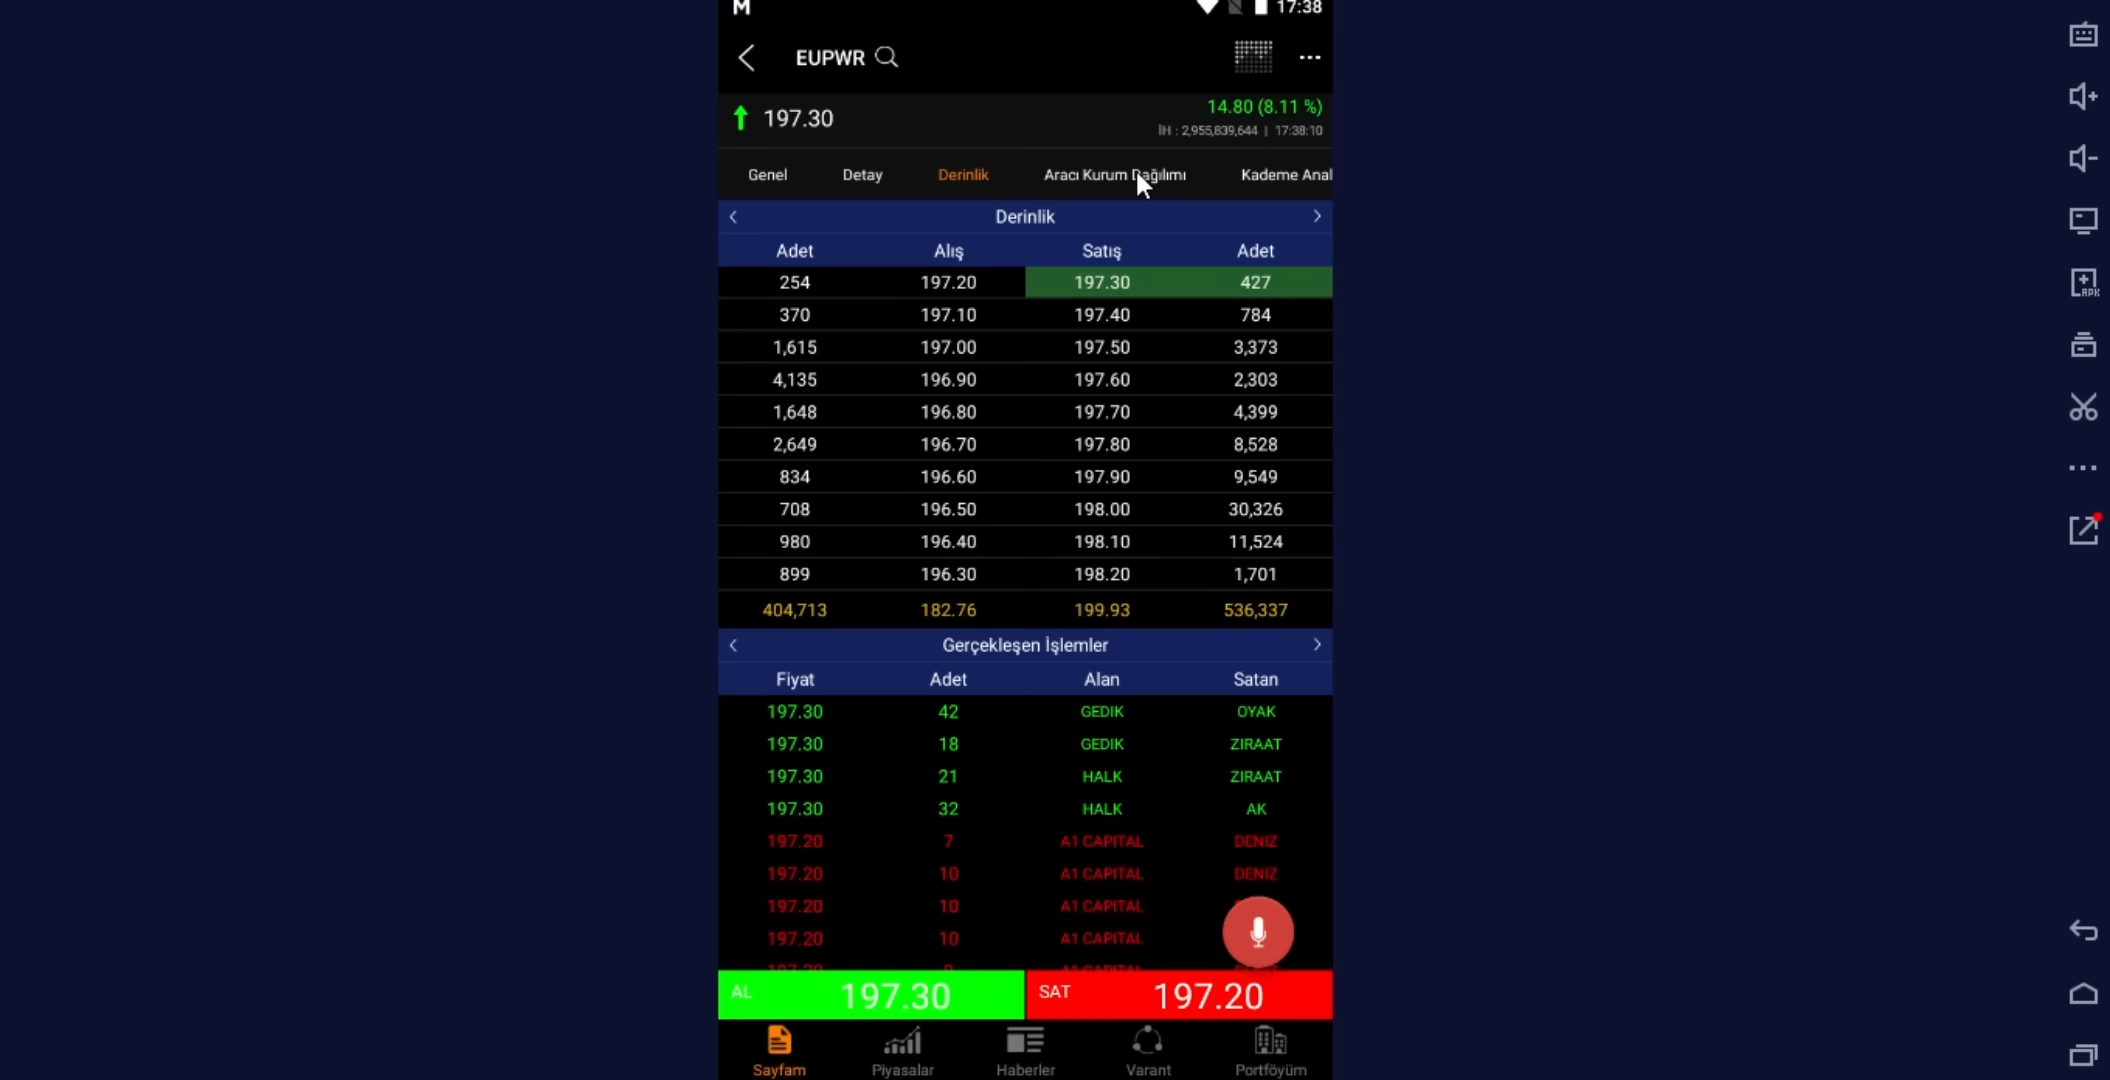 M 17:38
EUPWR
197.30 14.80 (8.11 %)
İH : 2,955,839,644 | 17:38:10
Genel Detay Derinlik Aracı Kurum Dağılımı Kademe Anal
Derinlik
Adet Alış Satış Adet
254 197.20 197.30 427
370 197.10 197.40 784
1,615 197.00 197.50 3,373
4,135 196.90 197.60 2,303
1,648 196.80 197.70 4,399
2,649 196.70 197.80 8,528
834 196.60 197.90 9,549
708 196.50 198.00 30,326
980 196.40 198.10 11,524
899 196.30 198.20 1,701
404,713 182.76 199.93 536,337
Gerçekleşen İşlemler
Fiyat Adet Alan Satan
197.30 42 GEDIK OYAK
197.30 18 GEDIK ZIRAAT
197.30 21 HALK ZIRAAT
197.30 32 HALK AK
197.20 7 A1 CAPITAL DENIZ
197.20 10 A1 CAPITAL DENIZ
197.20 10 A1 CAPITAL
197.20 10 A1 CAPITAL
AL 197.30 SAT 197.20
Sayfam Piyasalar Haberler Varant Portföyüm